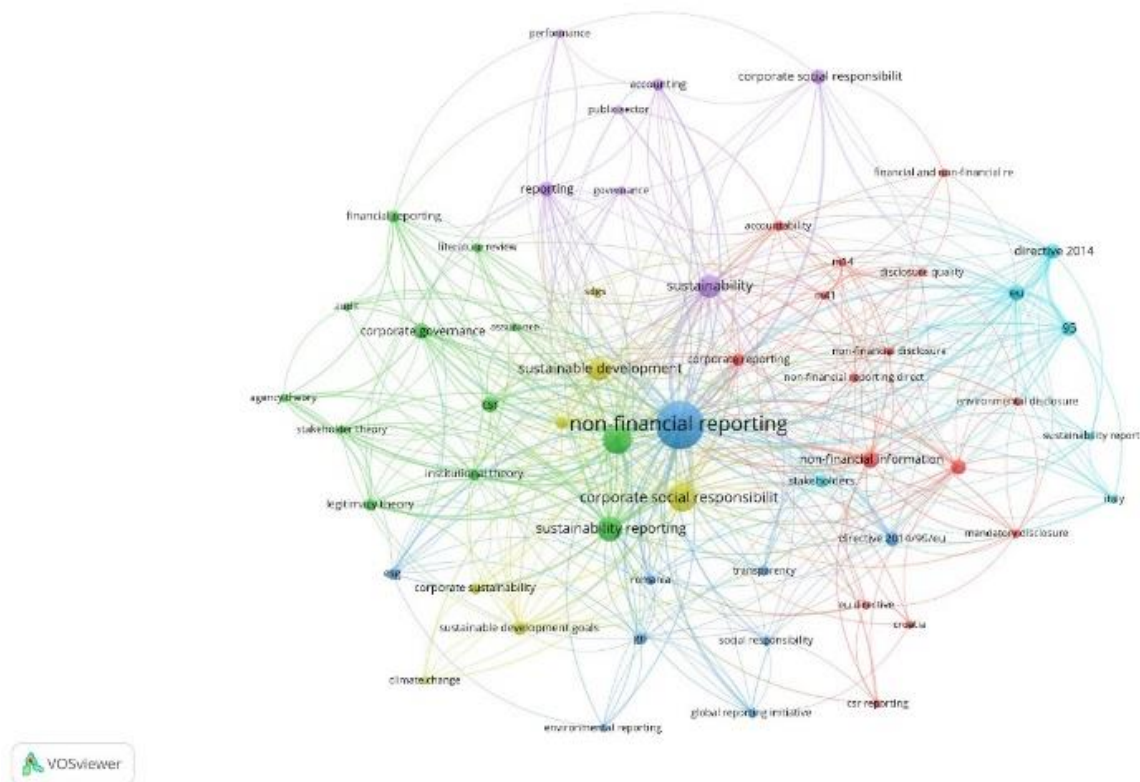 performance
corporate social responsibilit
accounting
public sector
financial and non-financial re
reporting
governance
financial reporting
accountability
literature review
directive 2014
m14
disclosure quality
sustainability
sdgs
m41
eu
audit
assurance
corporate governance
95
non-financial disclosure
corporate reporting
sustainable development
non-financial reporting direct
agency theory
csr
environmental disclosure
non-financial reporting
stakeholder theory
sustainability report
non-financial information
institutional theory
stakeholders
corporate social responsibilit
italy
legitimacy theory
sustainability reporting
mandatory disclosure
directive 2014/95/eu
esg
transparency
romania
corporate sustainability
eu directive
croatia
sustainable development goals
gri
social responsibility
climate change
csr reporting
global reporting initiative
environmental reporting
VOSviewer